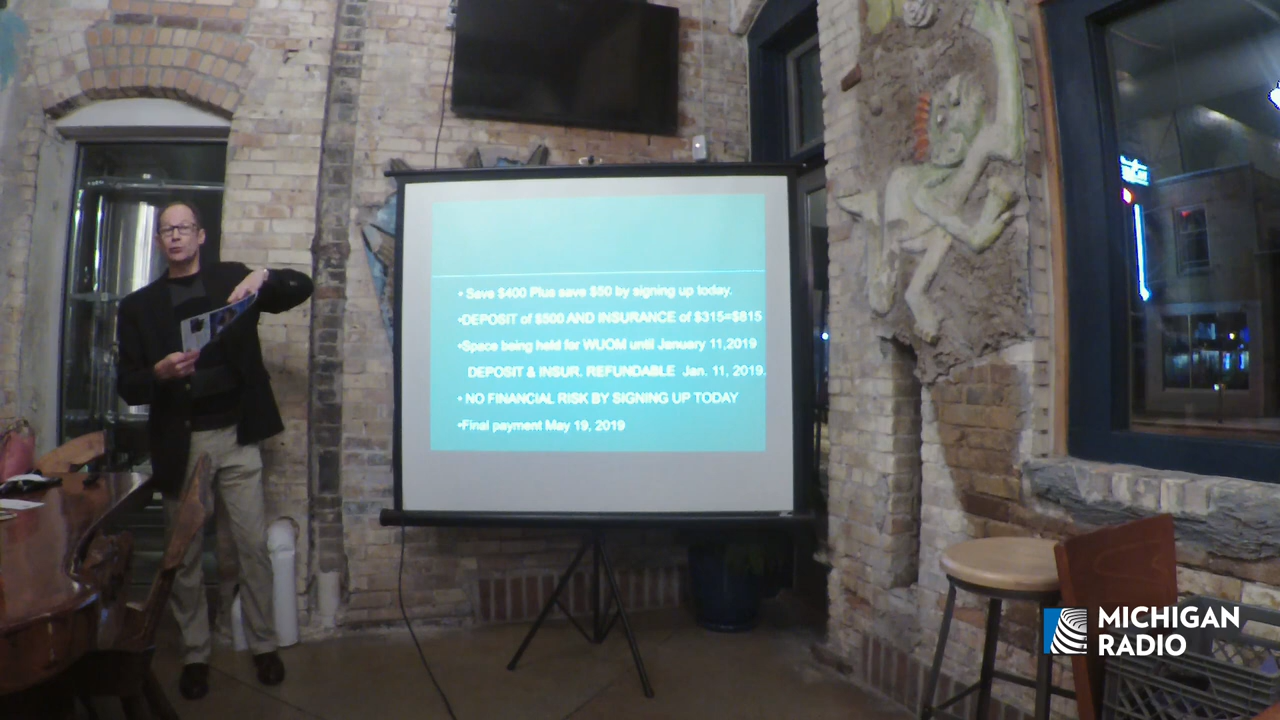 • Save $400 Plus save $50 by signing up today.
•DEPOSIT of $500 AND INSURANCE of $315=$815
•Space being held for WUOM until January 11,2019
DEPOSIT & INSUR. REFUNDABLE Jan. 11, 2019.
• NO FINANCIAL RISK BY SIGNING UP TODAY
•Final payment May 19, 2019
MICHIGAN
RADIO